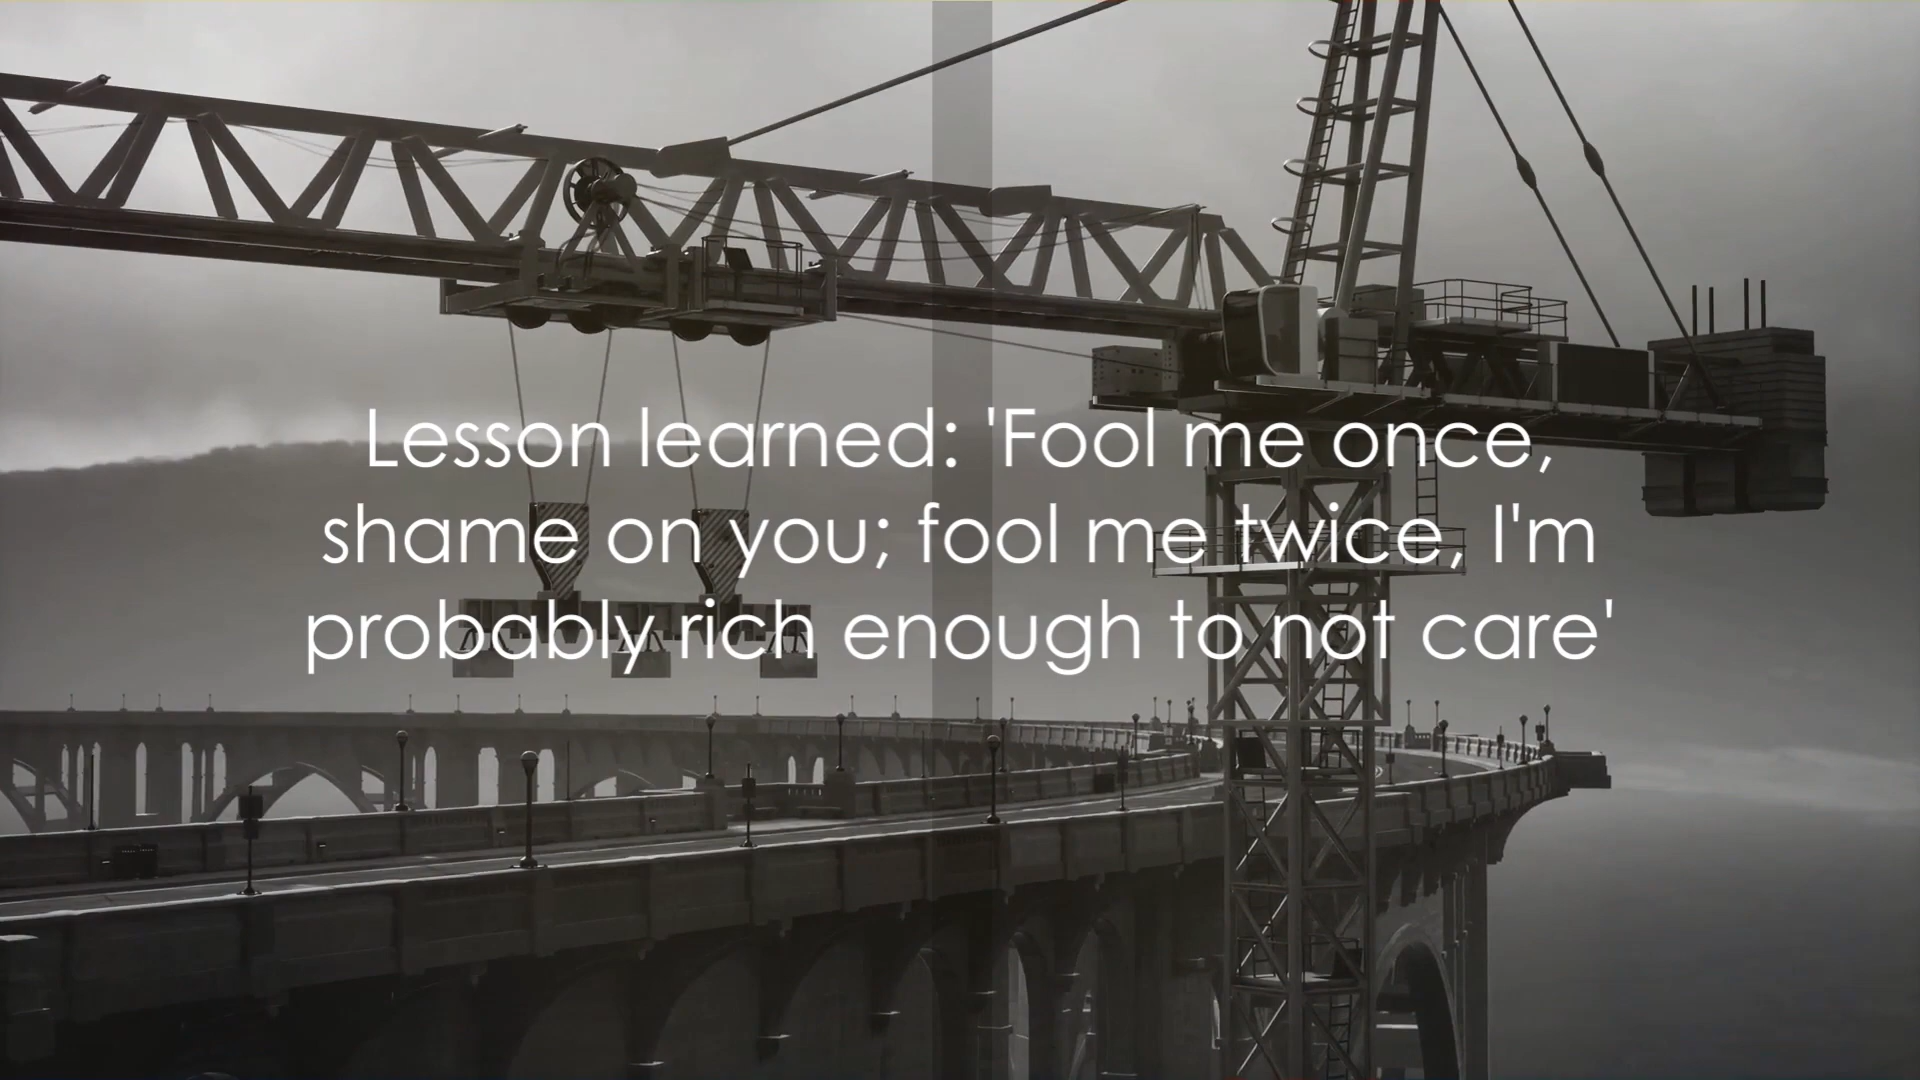 Lesson learned: 'Fool me once,
shame on you; fool me twice, I'm
probably rich enough to not care'